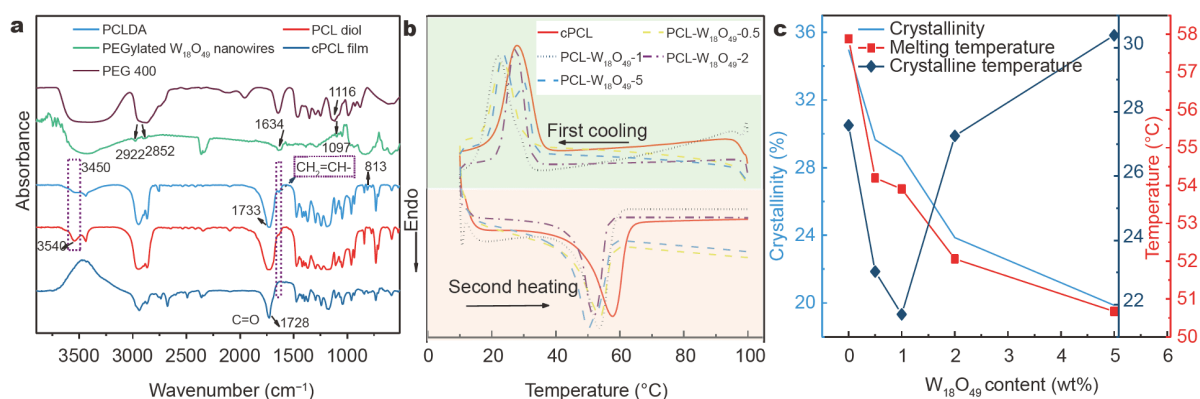 a
PCLDA
PCL diol
PEGylated W₁₈O₄₉ nanowires
cPCL film
PEG 400
1116
1634
2922
2852
1097
3450
CH₂=CH-
813
1733
3540
C=O
1728
Absorbance
3500 3000 2500 2000 1500 1000
Wavenumber (cm⁻¹)
b
cPCL
PCL-W₁₈O₄₉-0.5
PCL-W₁₈O₄₉-1
PCL-W₁₈O₄₉-2
PCL-W₁₈O₄₉-5
First cooling
Endo
Second heating
0 20 40 60 80 100
Temperature (°C)
c
Crystallinity
Melting temperature
Crystalline temperature
36
32
28
24
20
Crystallinity (%)
30
28
26
24
22
Temperature (°C)
58
57
56
55
54
53
52
51
50
Temperature (°C)
0 1 2 3 4 5 6
W₁₈O₄₉ content (wt%)